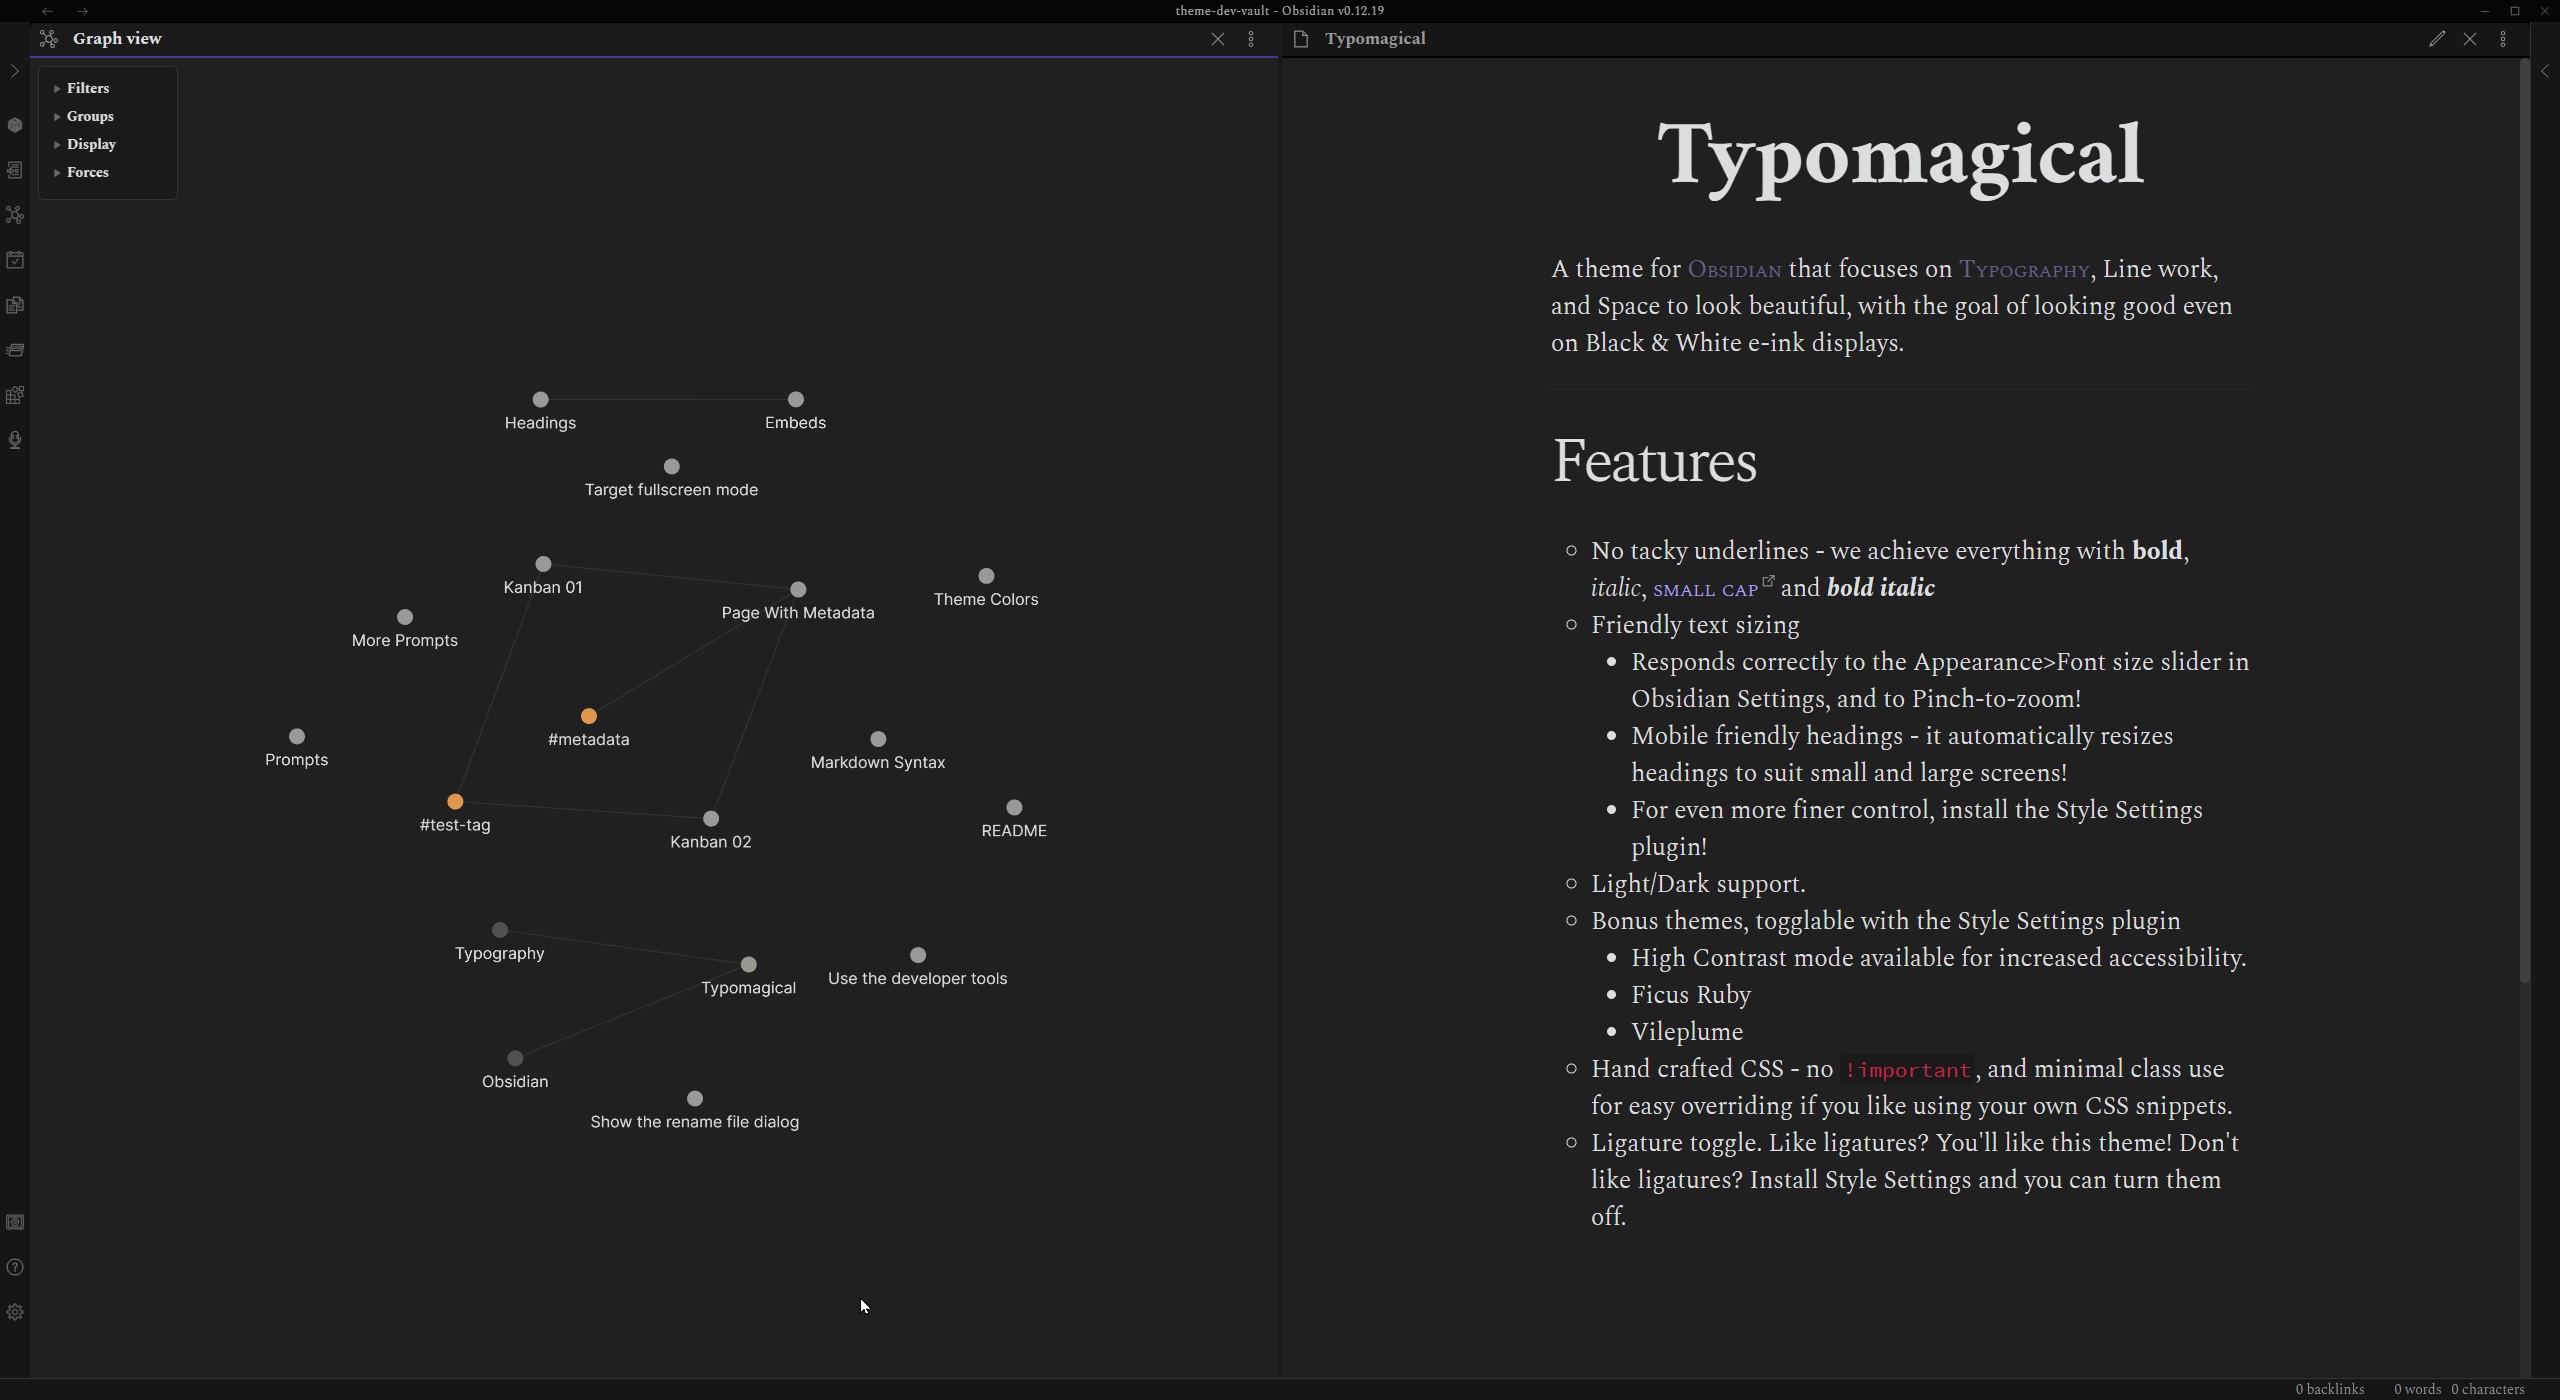 theme-dev-vault - Obsidian v0.12.19
Graph view
Filters
Groups
Display
Forces
Headings
Embeds
Target fullscreen mode
Kanban 01
Page With Metadata
Theme Colors
More Prompts
#metadata
Prompts
Markdown Syntax
#test-tag
Kanban 02
README
Typography
Typomagical
Use the developer tools
Obsidian
Show the rename file dialog
Typomagical
Typomagical
A theme for Obsidian that focuses on Typography, Line work,
and Space to look beautiful, with the goal of looking good even
on Black & White e-ink displays.
Features
No tacky underlines - we achieve everything with bold,
italic, small cap and bold italic
Friendly text sizing
Responds correctly to the Appearance>Font size slider in
Obsidian Settings, and to Pinch-to-zoom!
Mobile friendly headings - it automatically resizes
headings to suit small and large screens!
For even more finer control, install the Style Settings
plugin!
Light/Dark support.
Bonus themes, togglable with the Style Settings plugin
High Contrast mode available for increased accessibility.
Ficus Ruby
Vileplume
Hand crafted CSS - no !important, and minimal class use
for easy overriding if you like using your own CSS snippets.
Ligature toggle. Like ligatures? You'll like this theme! Don't
like ligatures? Install Style Settings and you can turn them
off.
0 backlinks 0 words 0 characters